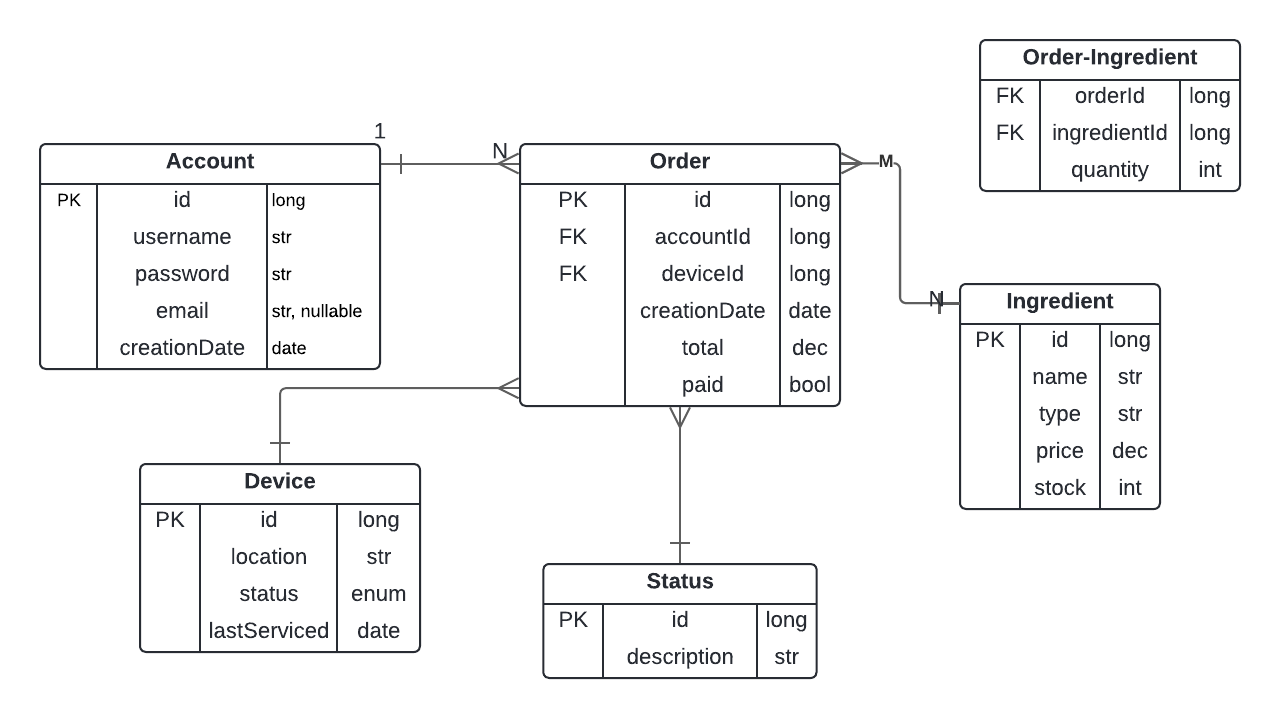 Order-Ingredient
FK orderId long
FK ingredientId long
quantity int
1
N
M
N
Account
PK id long
username str
password str
email str, nullable
creationDate date
Order
PK id long
FK accountId long
FK deviceId long
creationDate date
total dec
paid bool
Ingredient
PK id long
name str
type str
price dec
stock int
Device
PK id long
location str
status enum
lastServiced date
Status
PK id long
description str